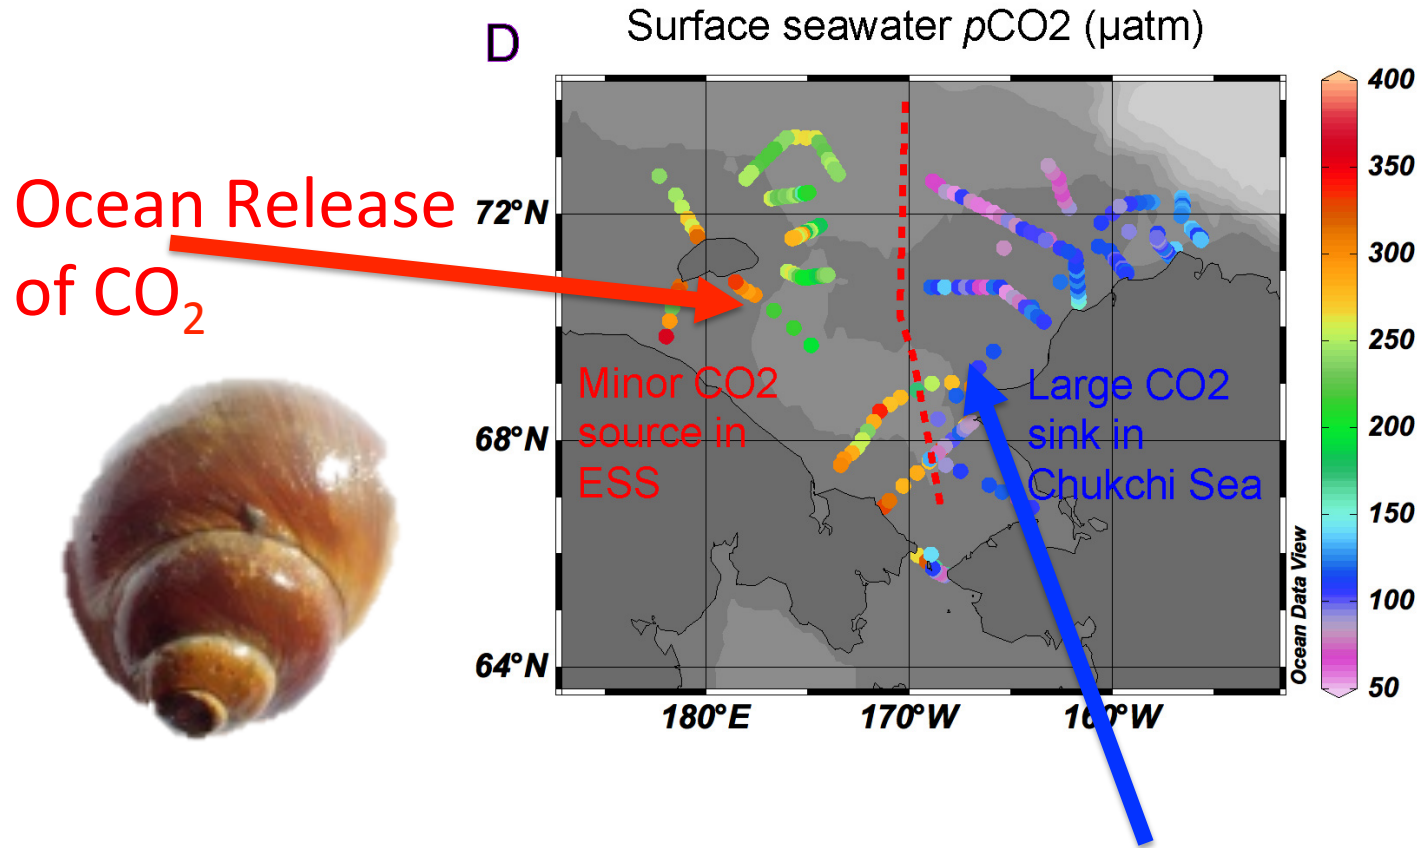 D
Surface seawater pCO2 (µatm)
Ocean Release
of CO₂
Minor CO2
source in
ESS
Large CO2
sink in
Chukchi Sea
72°N
68°N
64°N
180°E
170°W
160°W
400
350
300
250
200
150
100
50
Ocean Data View